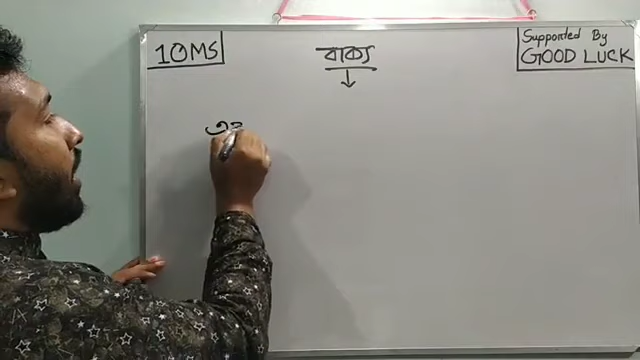 10MS
বাক্য
Supported By
GOOD LUCK